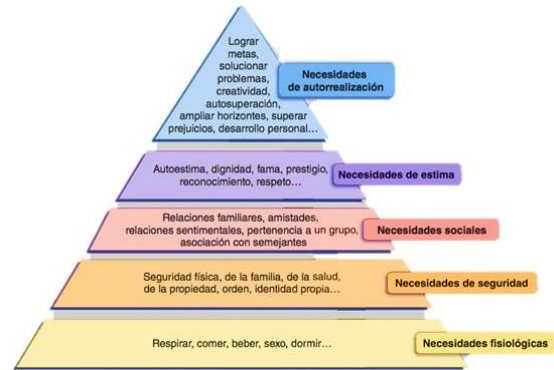 Lograr
metas,
solucionar
problemas,
creatividad,
autosuperación,
ampliar horizontes, superar
prejuicios, desarrollo personal...
Necesidades
de autorrealización
Autoestima, dignidad, fama, prestigio,
reconocimiento, respeto...
Necesidades de estima
Relaciones familiares, amistades,
relaciones sentimentales, pertenencia a un grupo,
asociación con semejantes
Necesidades sociales
Seguridad física, de la familia, de la salud,
de la propiedad, orden, identidad propia...
Necesidades de seguridad
Respirar, comer, beber, sexo, dormir...
Necesidades fisiológicas